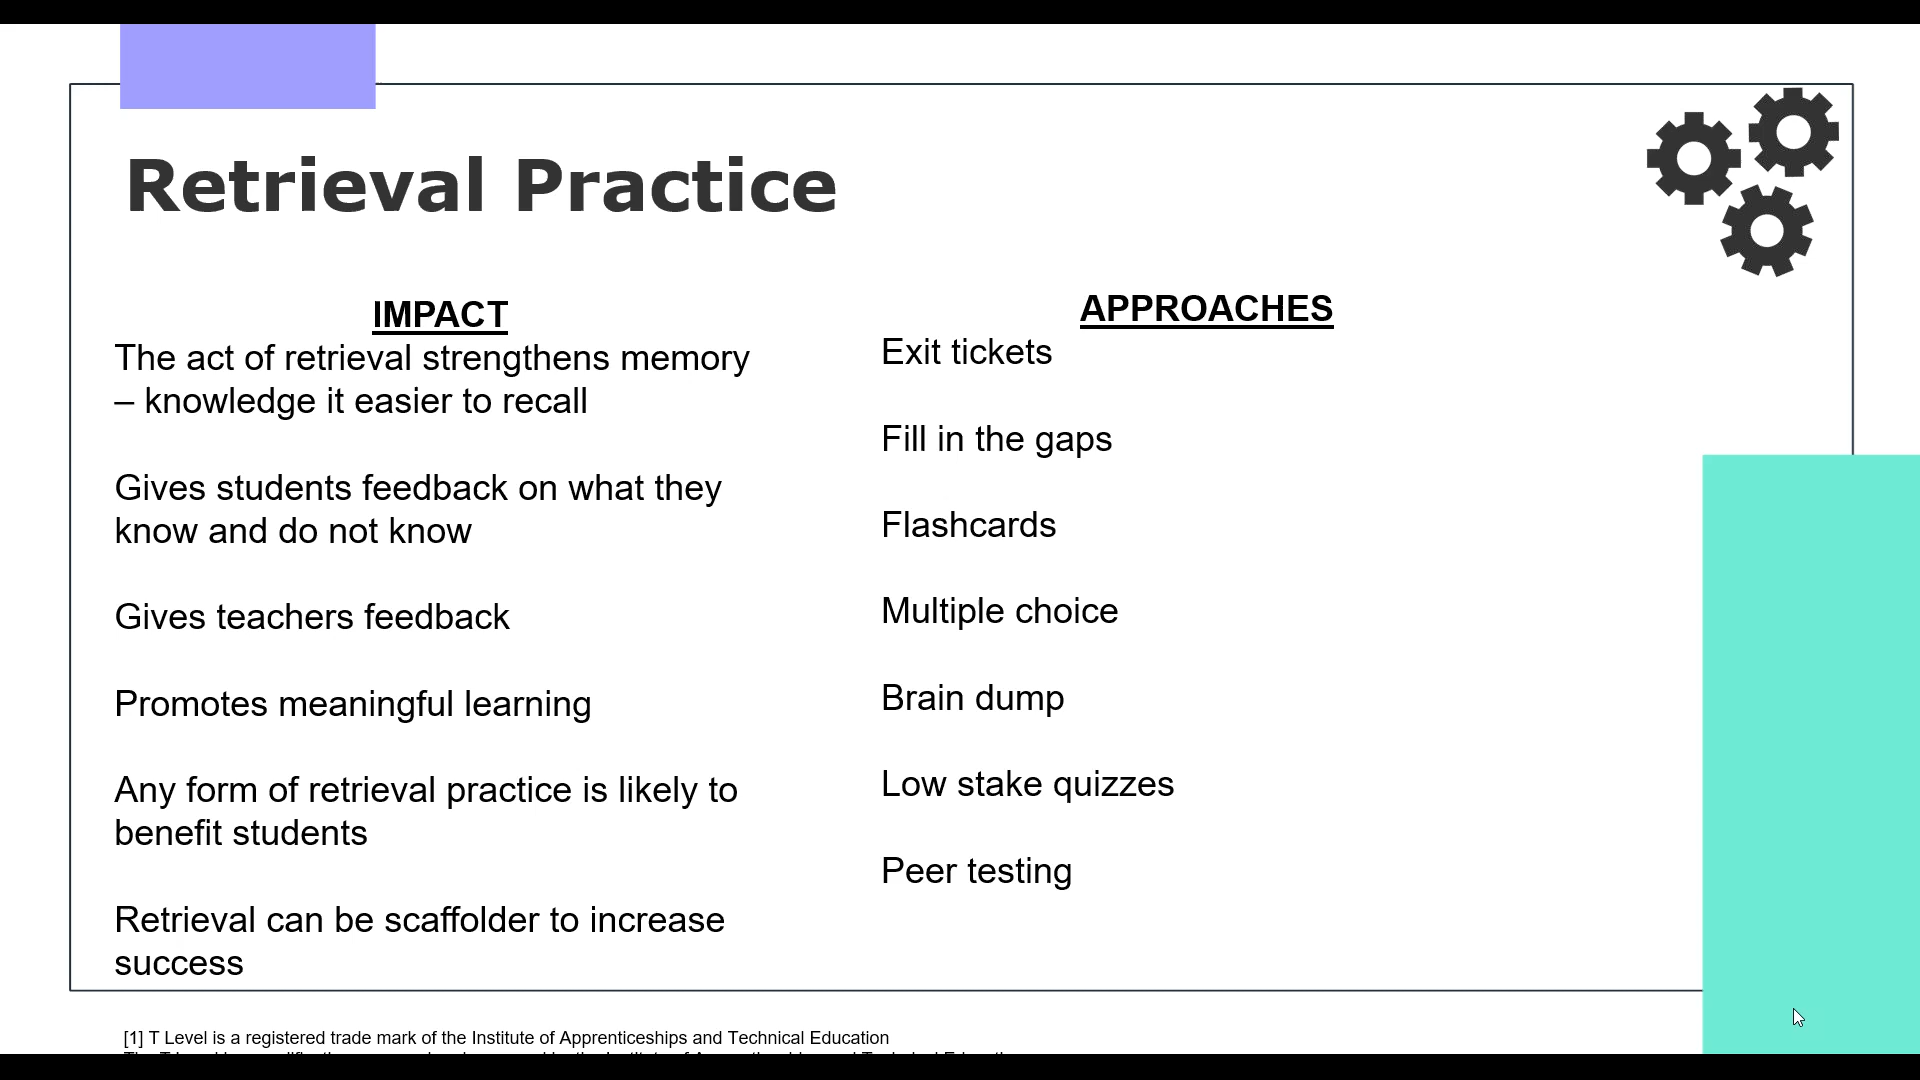 Retrieval Practice
IMPACT
The act of retrieval strengthens memory
– knowledge it easier to recall
Gives students feedback on what they
know and do not know
Gives teachers feedback
Promotes meaningful learning
Any form of retrieval practice is likely to
benefit students
Retrieval can be scaffolder to increase
success
APPROACHES
Exit tickets
Fill in the gaps
Flashcards
Multiple choice
Brain dump
Low stake quizzes
Peer testing
[1] T Level is a registered trade mark of the Institute of Apprenticeships and Technical Education